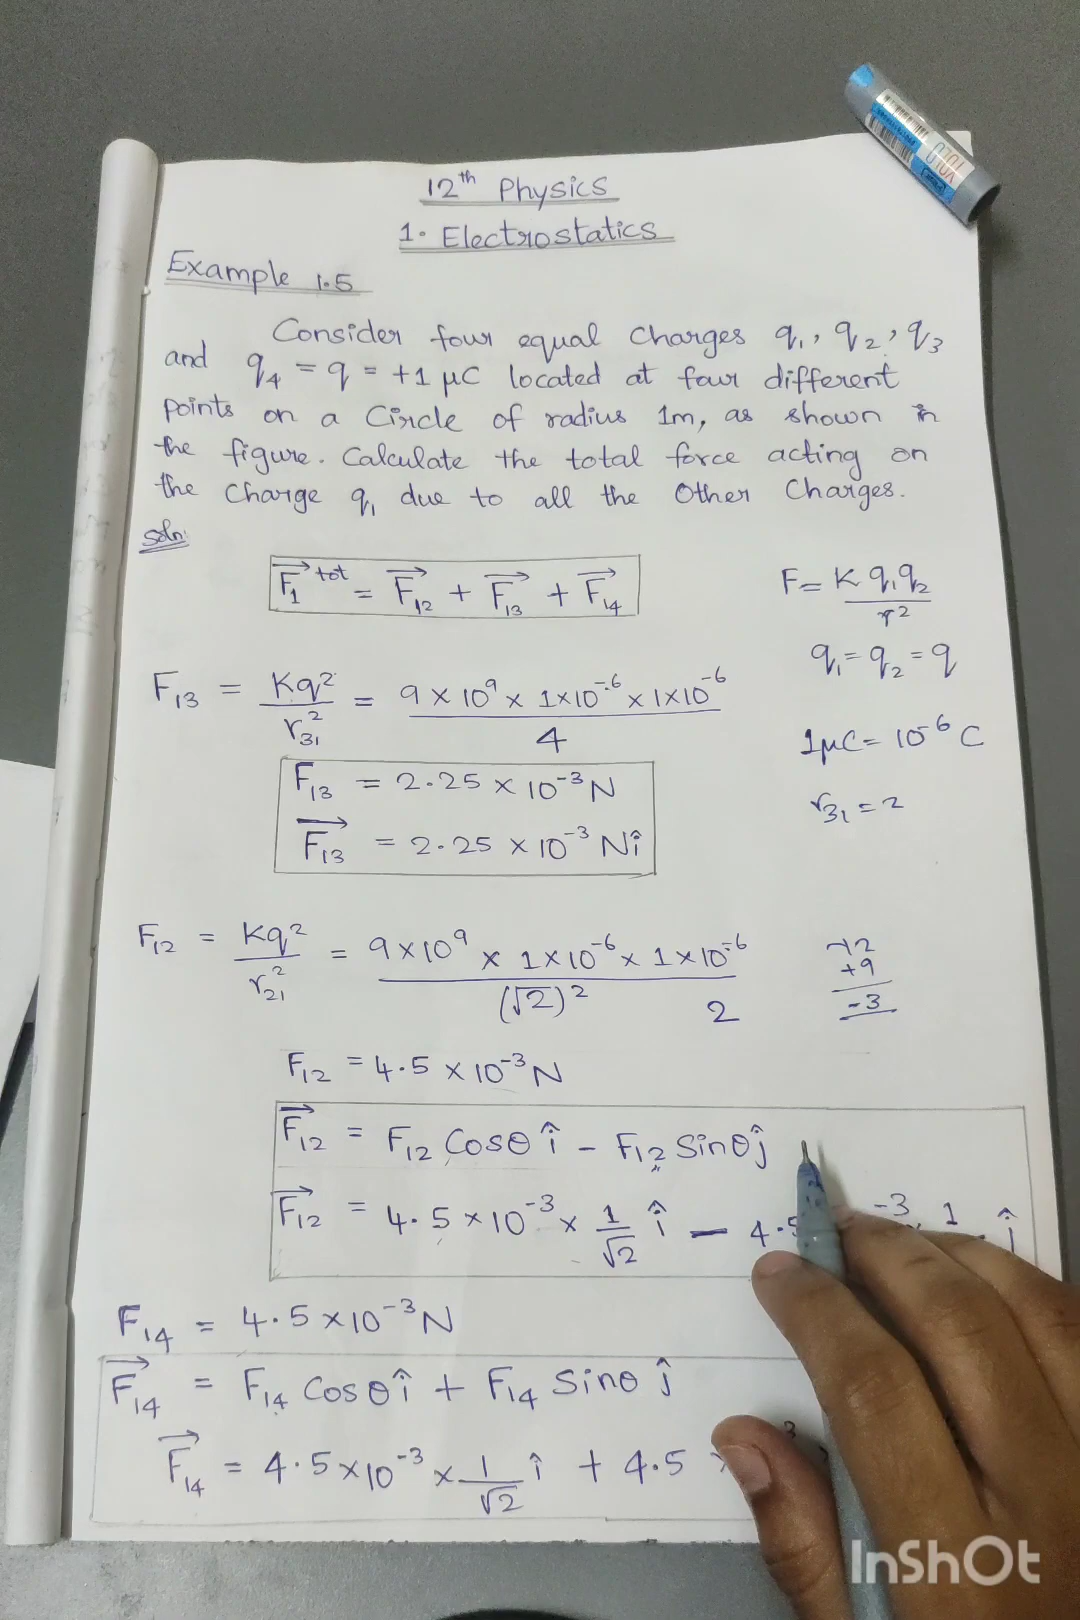 12th Physics
1. Electrostatics
Example 1.5
Consider four equal charges q₁, q₂, q₃
and q₄ = q = +1 μC located at four different
points on a Circle of radius 1m, as shown in
the figure. Calculate the total force acting on
the charge q₁ due to all the Other Charges.
Soln:
F₁→ tot = F₁₂→ + F₁₃→ + F₁₄→
F = K q₁q₂ / r²
q₁ = q₂ = q
F₁₃ = Kq² / r₃₁² = 9 × 10⁹ × 1×10⁻⁶ × 1×10⁻⁶ / 4
1μC = 10⁻⁶ C
F₁₃ = 2.25 × 10⁻³ N
r₃₁ = 2
F₁₃→ = 2.25 × 10⁻³ N î
F₁₂ = Kq² / r₂₁² = 9×10⁹ × 1×10⁻⁶ × 1×10⁻⁶ / (√2)² 2
-12
+9
-3
F₁₂ = 4.5 × 10⁻³ N
F₁₂→ = F₁₂ Cosθ î - F₁₂ Sinθ ĵ
F₁₂→ = 4.5 × 10⁻³ × 1/√2 î - 4.5 -3 1 ĵ
F₁₄ = 4.5 × 10⁻³ N
F₁₄→ = F₁₄ Cosθ î + F₁₄ Sinθ ĵ
F₁₄→ = 4.5 × 10⁻³ × 1/√2 î + 4.5 ×
InShOt